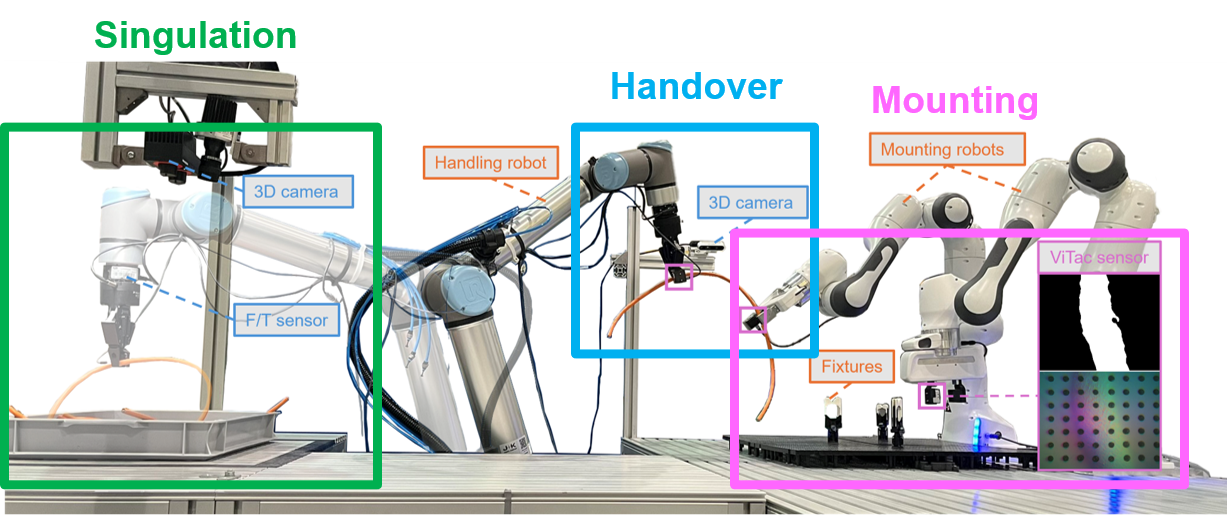 Singulation
Handover
Mounting
Handling robot
Mounting robots
3D camera
3D camera
ViTac sensor
F/T sensor
Fixtures